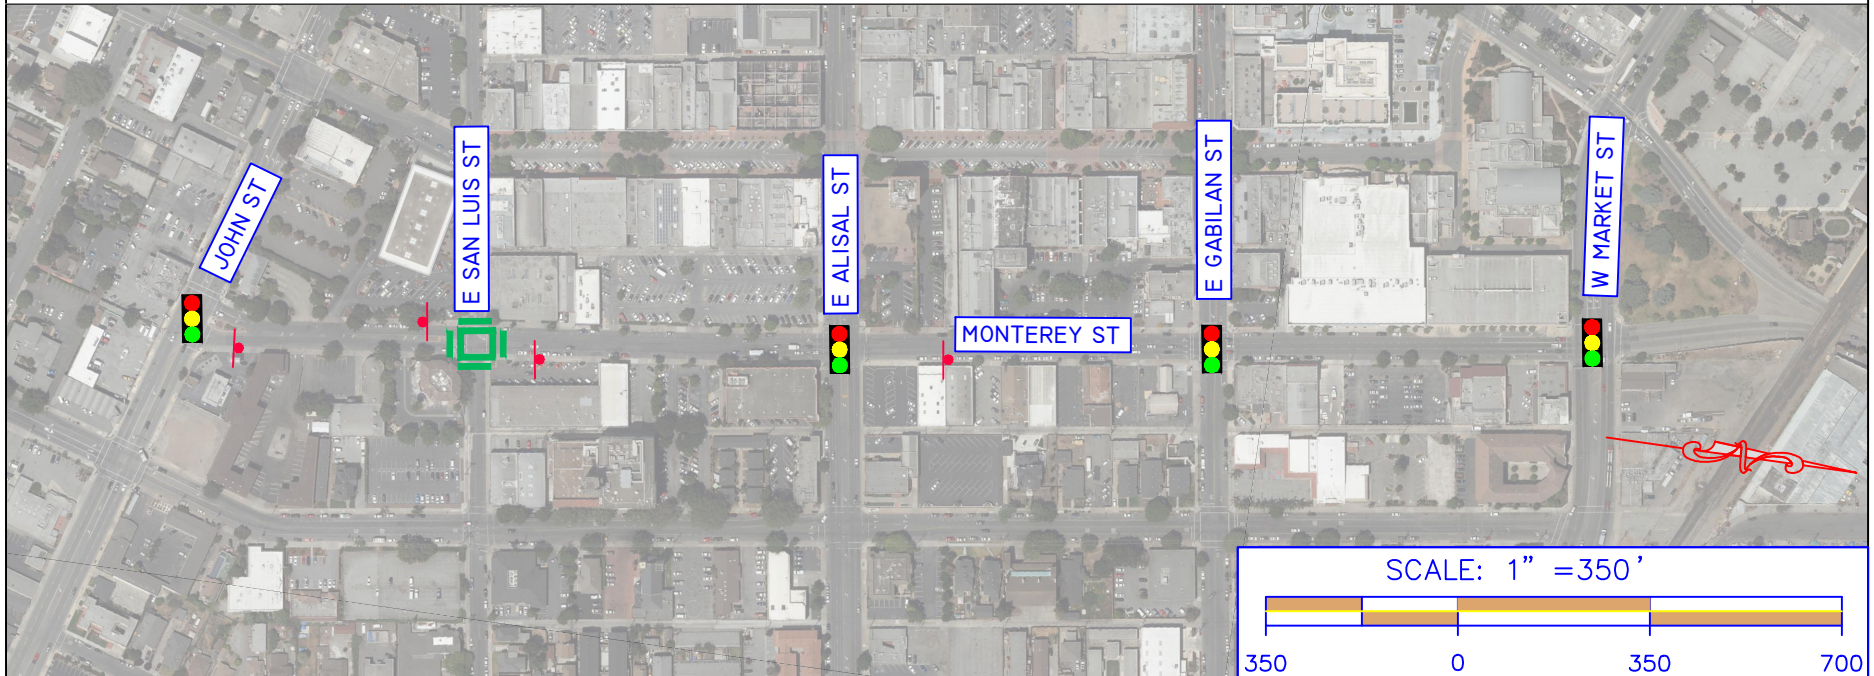 JOHN ST
E SAN LUIS ST
E ALISAL ST
MONTEREY ST
E GABILAN ST
W MARKET ST
SCALE: 1” =350’
350 0 350 700